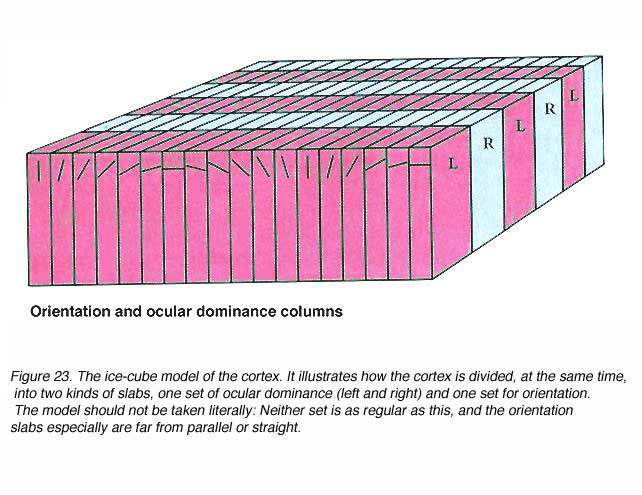 L
R
L
R
L
Orientation and ocular dominance columns
Figure 23. The ice-cube model of the cortex. It illustrates how the cortex is divided, at the same time,
into two kinds of slabs, one set of ocular dominance (left and right) and one set for orientation.
The model should not be taken literally: Neither set is as regular as this, and the orientation
slabs especially are far from parallel or straight.